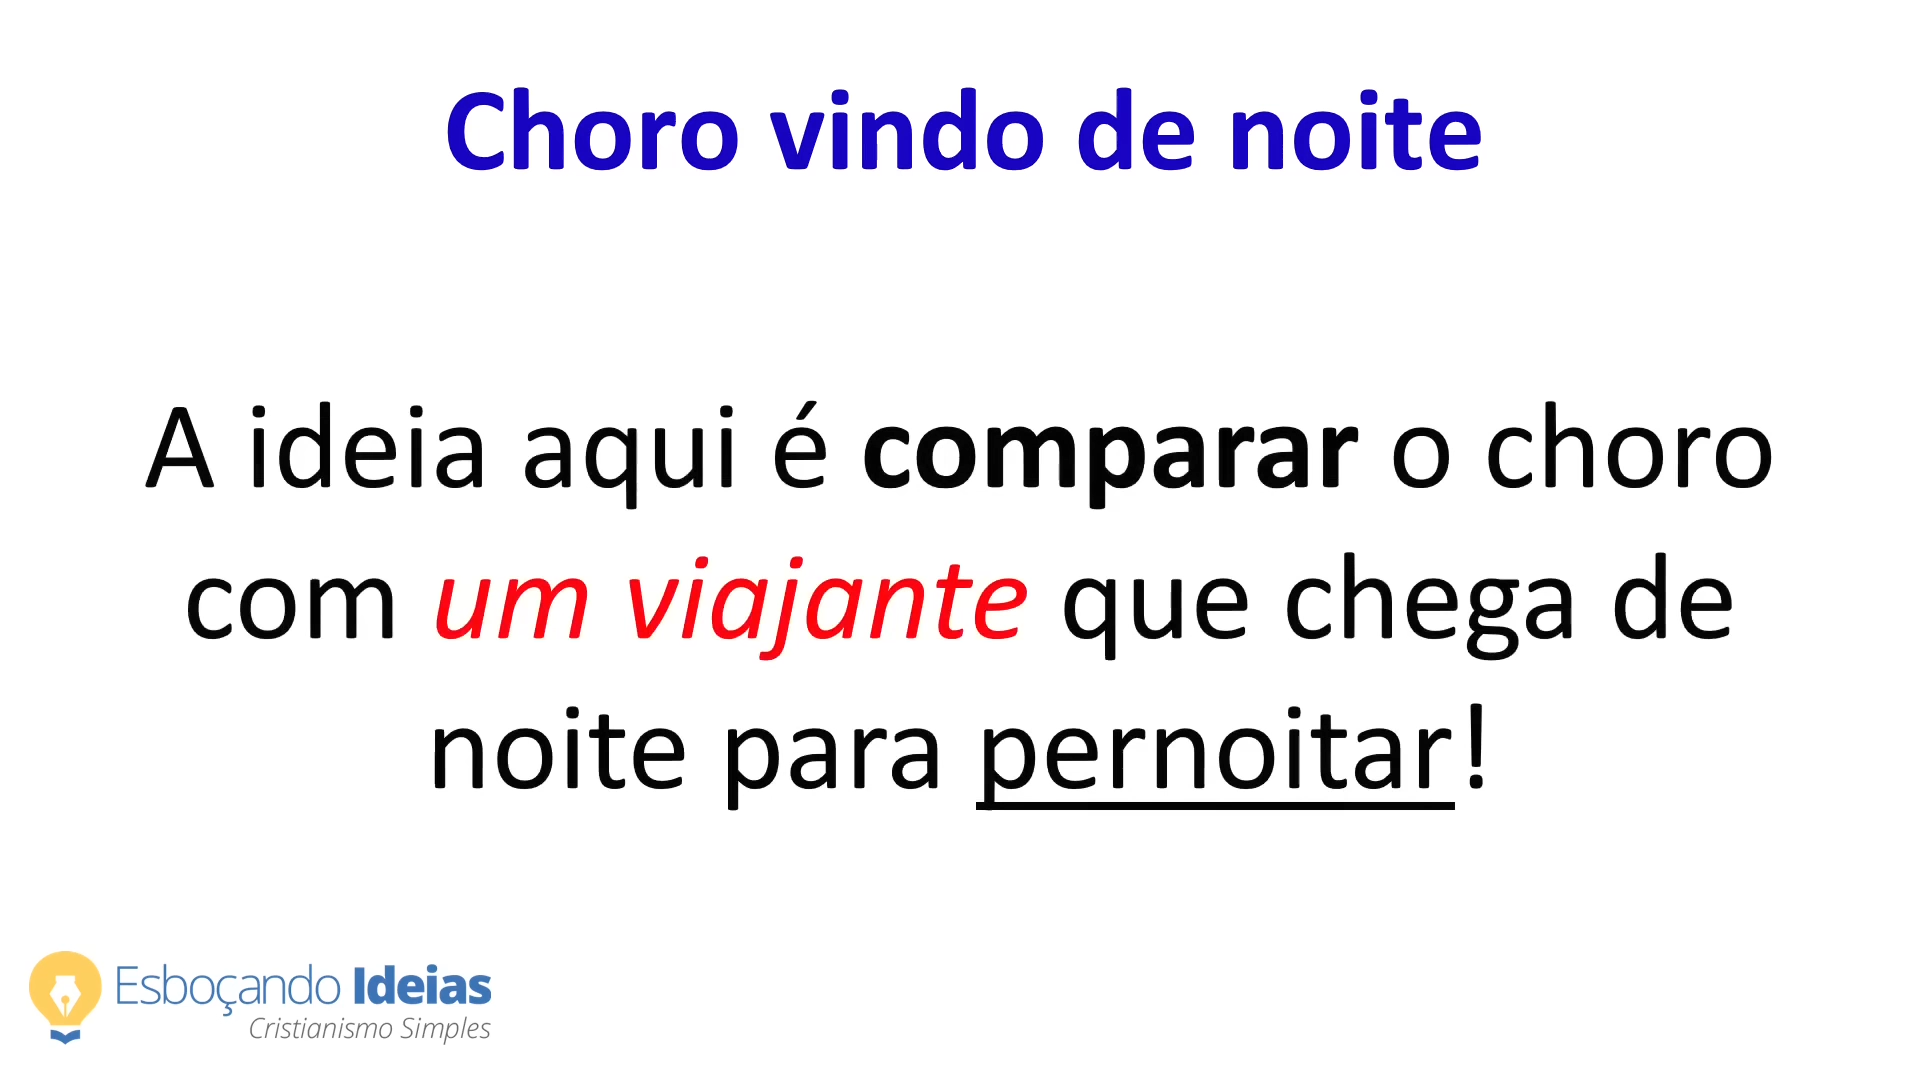 Choro vindo de noite
A ideia aqui é comparar o choro
com um viajante que chega de
noite para pernoitar!
Esboçando Ideias
Cristianismo Simples